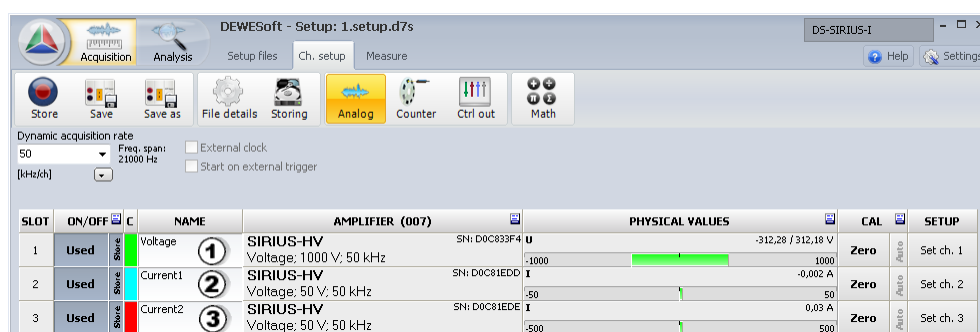 DEWESoft - Setup: 1.setup.d7s
DS-SIRIUS-I
Acquisition
Analysis
Setup files
Ch. setup
Measure
Help
Settings
Store
Save
Save as
File details
Storing
Analog
Counter
Ctrl out
Math
Dynamic acquisition rate
50
Freq. span:
21000 Hz
[kHz/ch]
External clock
Start on external trigger
SLOT ON/OFF C NAME AMPLIFIER (007) PHYSICAL VALUES CAL SETUP
1 Used Store Voltage 1 SIRIUS-HV SN: D0C833F4 U -312,28 / 312,18 V Zero Auto Set ch. 1
Voltage; 1000 V; 50 kHz -1000 1000
2 Used Store Current1 2 SIRIUS-HV SN: D0C81EDD I -0,002 A Zero Auto Set ch. 2
Voltage; 50 V; 50 kHz -50 50
3 Used Store Current2 3 SIRIUS-HV SN: D0C81EDE I 0,03 A Zero Auto Set ch. 3
Voltage; 50 V; 50 kHz -500 500